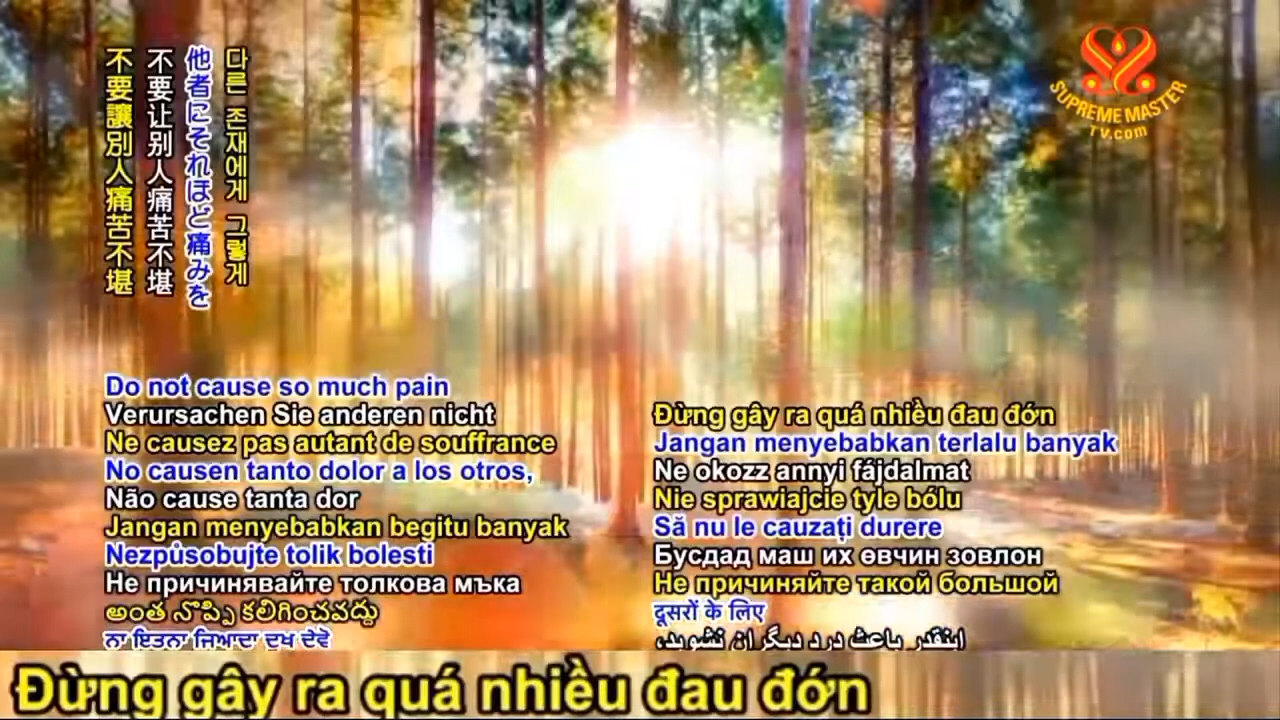 다른 존재에게 그렇게
他者にそれほど痛みを
不要让别人痛苦不堪
不要讓別人痛苦不堪
SUPREME MASTER
TV.com
Do not cause so much pain
Verursachen Sie anderen nicht
Ne causez pas autant de souffrance
No causen tanto dolor a los otros,
Não cause tanta dor
Jangan menyebabkan begitu banyak
Nezpůsobujte tolik bolesti
Не причинявайте толкова мъка
అంత నొప్పి కలిగించవద్దు
ਨਾ ਇਤਨਾ ਜਿਆਦਾ ਦੁਖ ਦੇਵੋ
Đừng gây ra quá nhiều đau đớn
Jangan menyebabkan terlalu banyak
Ne okozz annyi fájdalmat
Nie sprawiajcie tyle bólu
Să nu le cauzați durere
Бусдад маш их өвчин зовлон
Не причиняйте такой большой
दूसरों के लिए
اینقدر باعث درد دیگران نشوید،
Đừng gây ra quá nhiều đau đớn